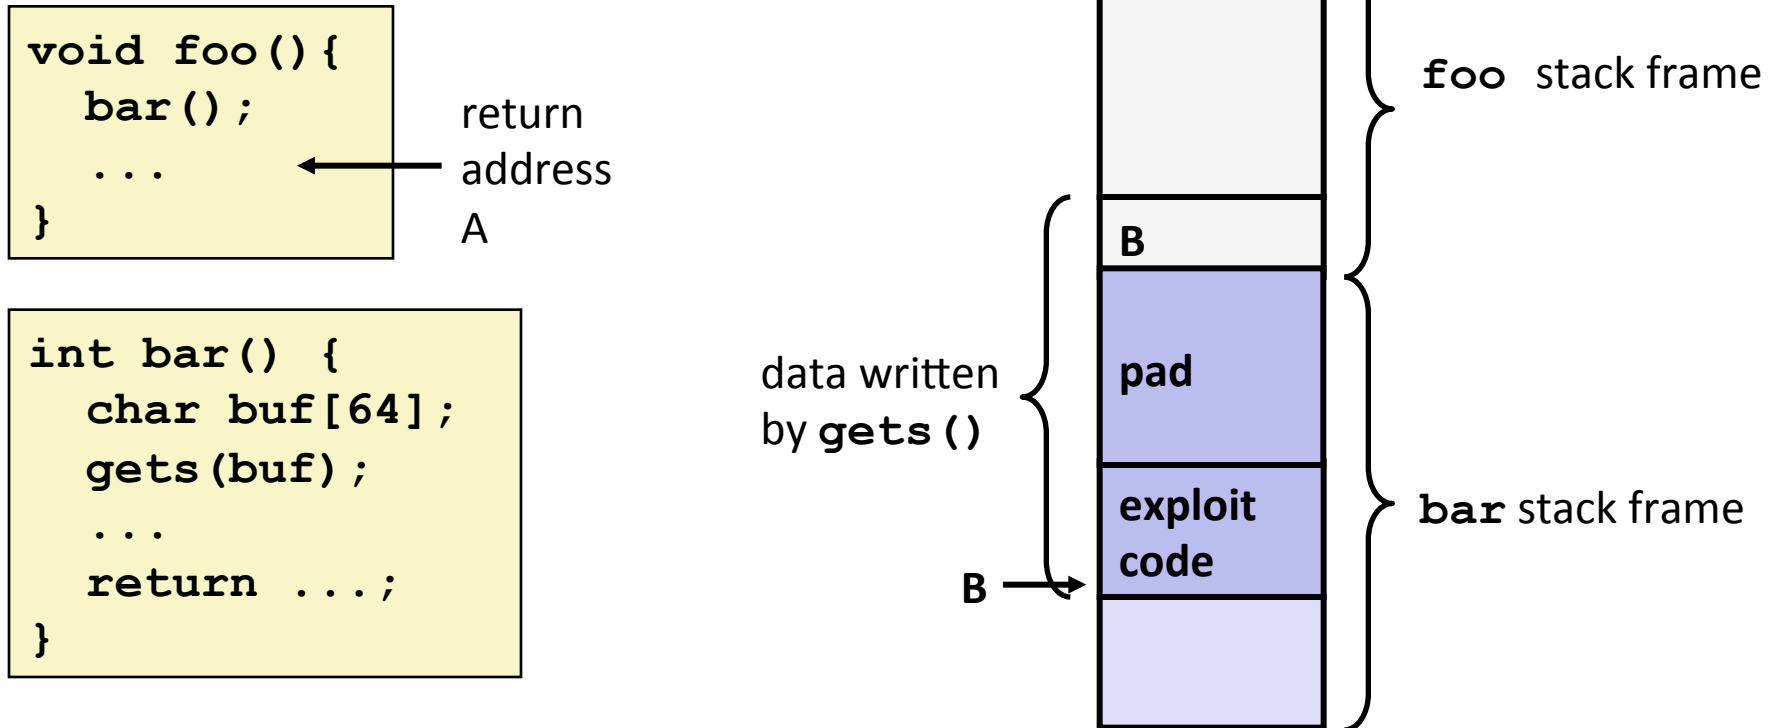 void foo(){
bar();
...
}
return
address
A
int bar() {
char buf[64];
gets(buf);
...
return ...;
}
data written
by gets()
B
B
pad
exploit
code
foo stack frame
bar stack frame